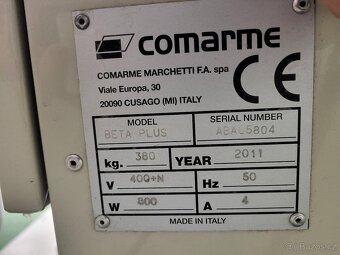 comarme
COMARME MARCHETTI F.A. spa
Viale Europa, 30
20090 CUSAGO (MI) ITALY
CE
MODEL SERIAL NUMBER
BETA PLUS
kg. 380 YEAR 2011
V 400+N Hz 50
W 800 A 4
MADE IN ITALY